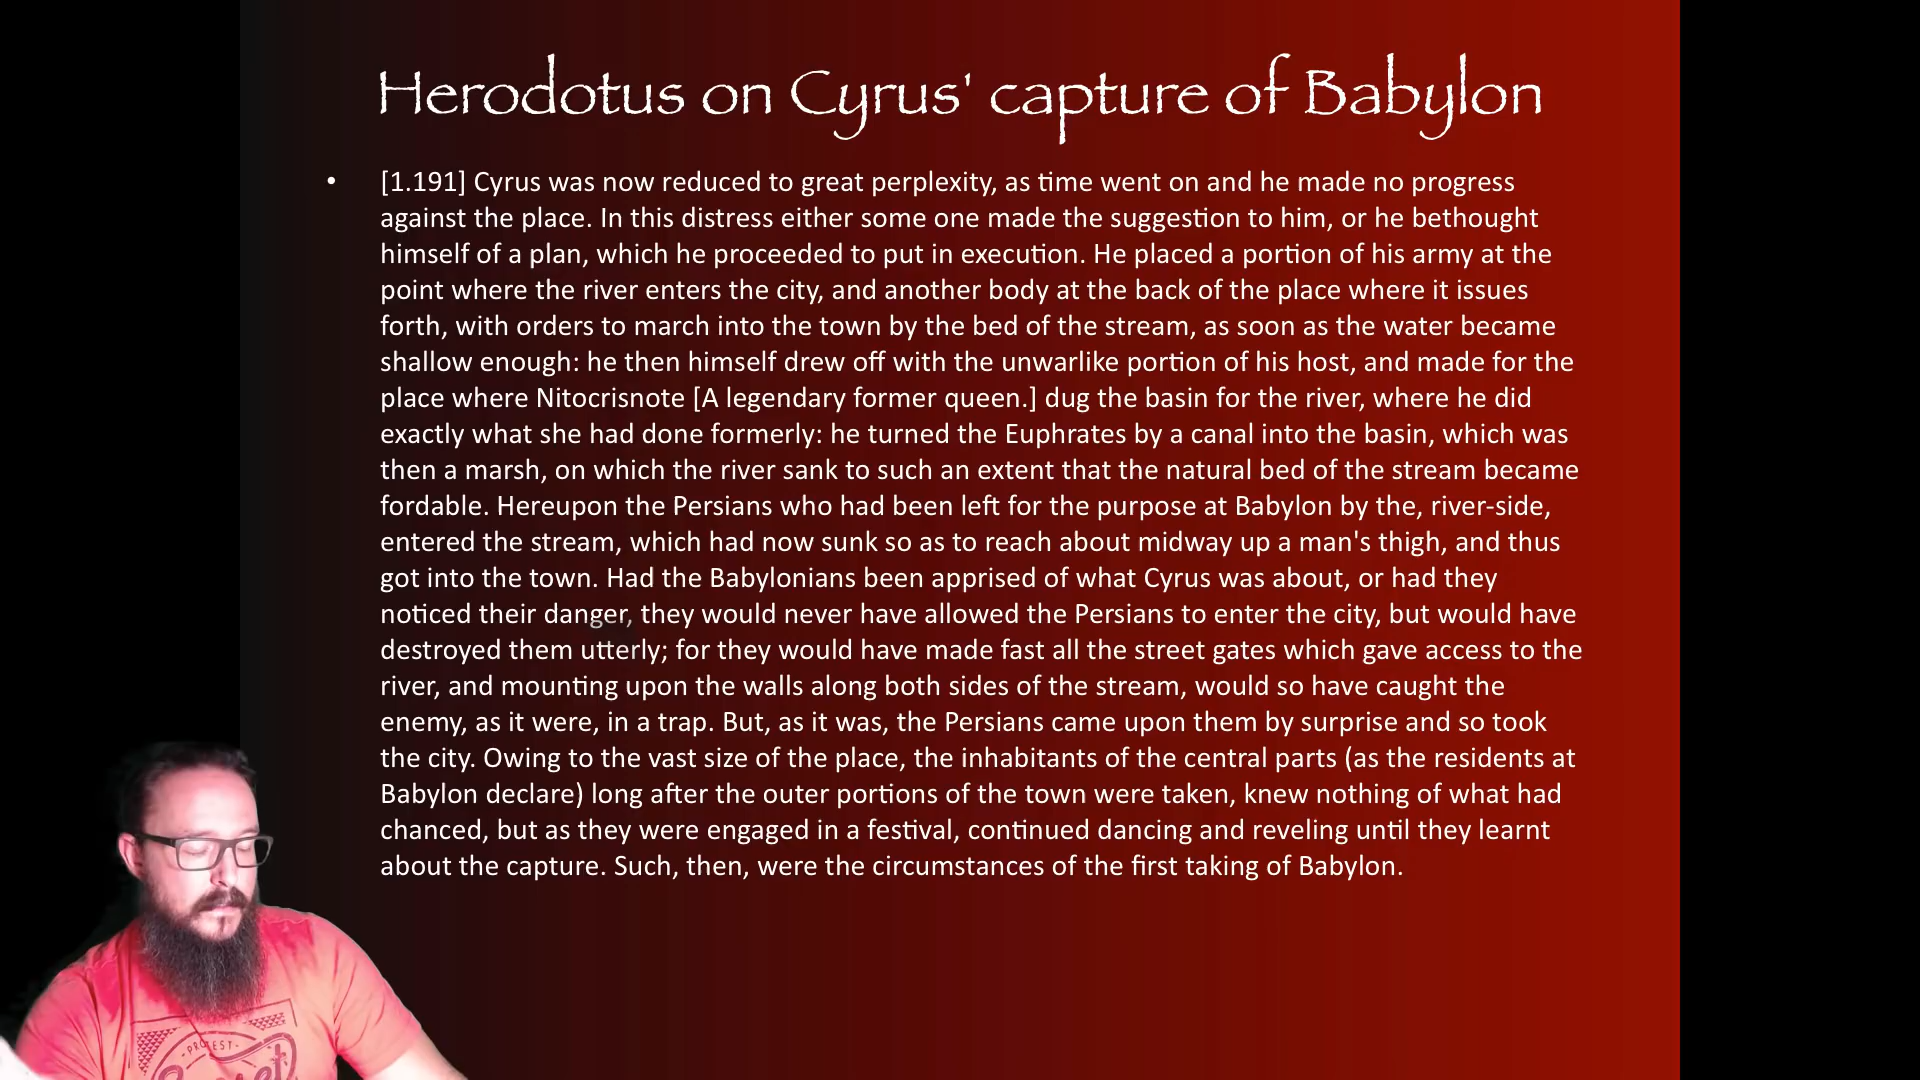 Herodotus on Cyrus' capture of Babylon
• [1.191] Cyrus was now reduced to great perplexity, as time went on and he made no progress
against the place. In this distress either some one made the suggestion to him, or he bethought
himself of a plan, which he proceeded to put in execution. He placed a portion of his army at the
point where the river enters the city, and another body at the back of the place where it issues
forth, with orders to march into the town by the bed of the stream, as soon as the water became
shallow enough: he then himself drew off with the unwarlike portion of his host, and made for the
place where Nitocrisnote [A legendary former queen.] dug the basin for the river, where he did
exactly what she had done formerly: he turned the Euphrates by a canal into the basin, which was
then a marsh, on which the river sank to such an extent that the natural bed of the stream became
fordable. Hereupon the Persians who had been left for the purpose at Babylon by the, river-side,
entered the stream, which had now sunk so as to reach about midway up a man's thigh, and thus
got into the town. Had the Babylonians been apprised of what Cyrus was about, or had they
noticed their danger, they would never have allowed the Persians to enter the city, but would have
destroyed them utterly; for they would have made fast all the street gates which gave access to the
river, and mounting upon the walls along both sides of the stream, would so have caught the
enemy, as it were, in a trap. But, as it was, the Persians came upon them by surprise and so took
the city. Owing to the vast size of the place, the inhabitants of the central parts (as the residents at
Babylon declare) long after the outer portions of the town were taken, knew nothing of what had
chanced, but as they were engaged in a festival, continued dancing and reveling until they learnt
about the capture. Such, then, were the circumstances of the first taking of Babylon.
-PROTEST-